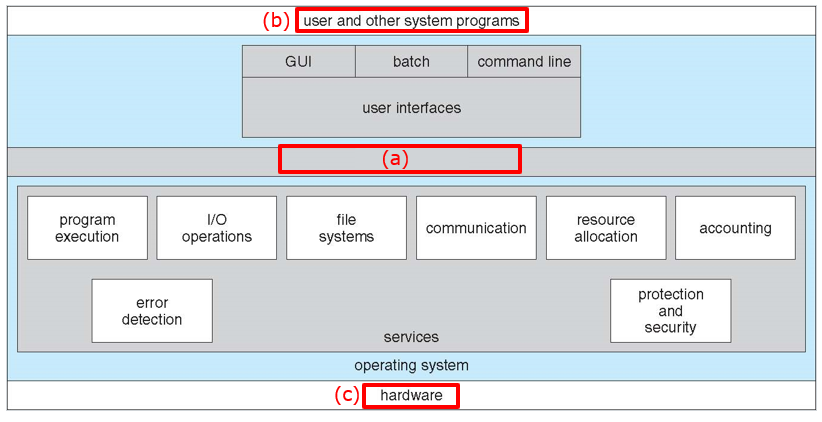 (b) user and other system programs
GUI batch command line
user interfaces
(a)
program
execution
I/O
operations
file
systems
communication
resource
allocation
accounting
error
detection
protection
and
security
services
operating system
(c) hardware